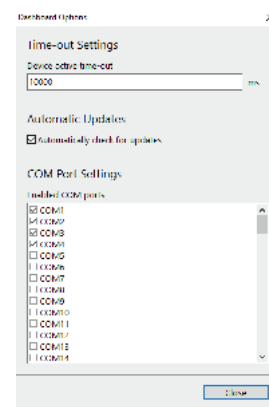 Dashboard Options
Time-out Settings
Device active time-out
10000
ms
Automatic Updates
Automatically check for updates
COM Port Settings
Enabled COM ports
COM1
COM2
COM3
COM4
COM5
COM6
COM7
COM8
COM9
COM10
COM11
COM12
COM13
COM14
Close